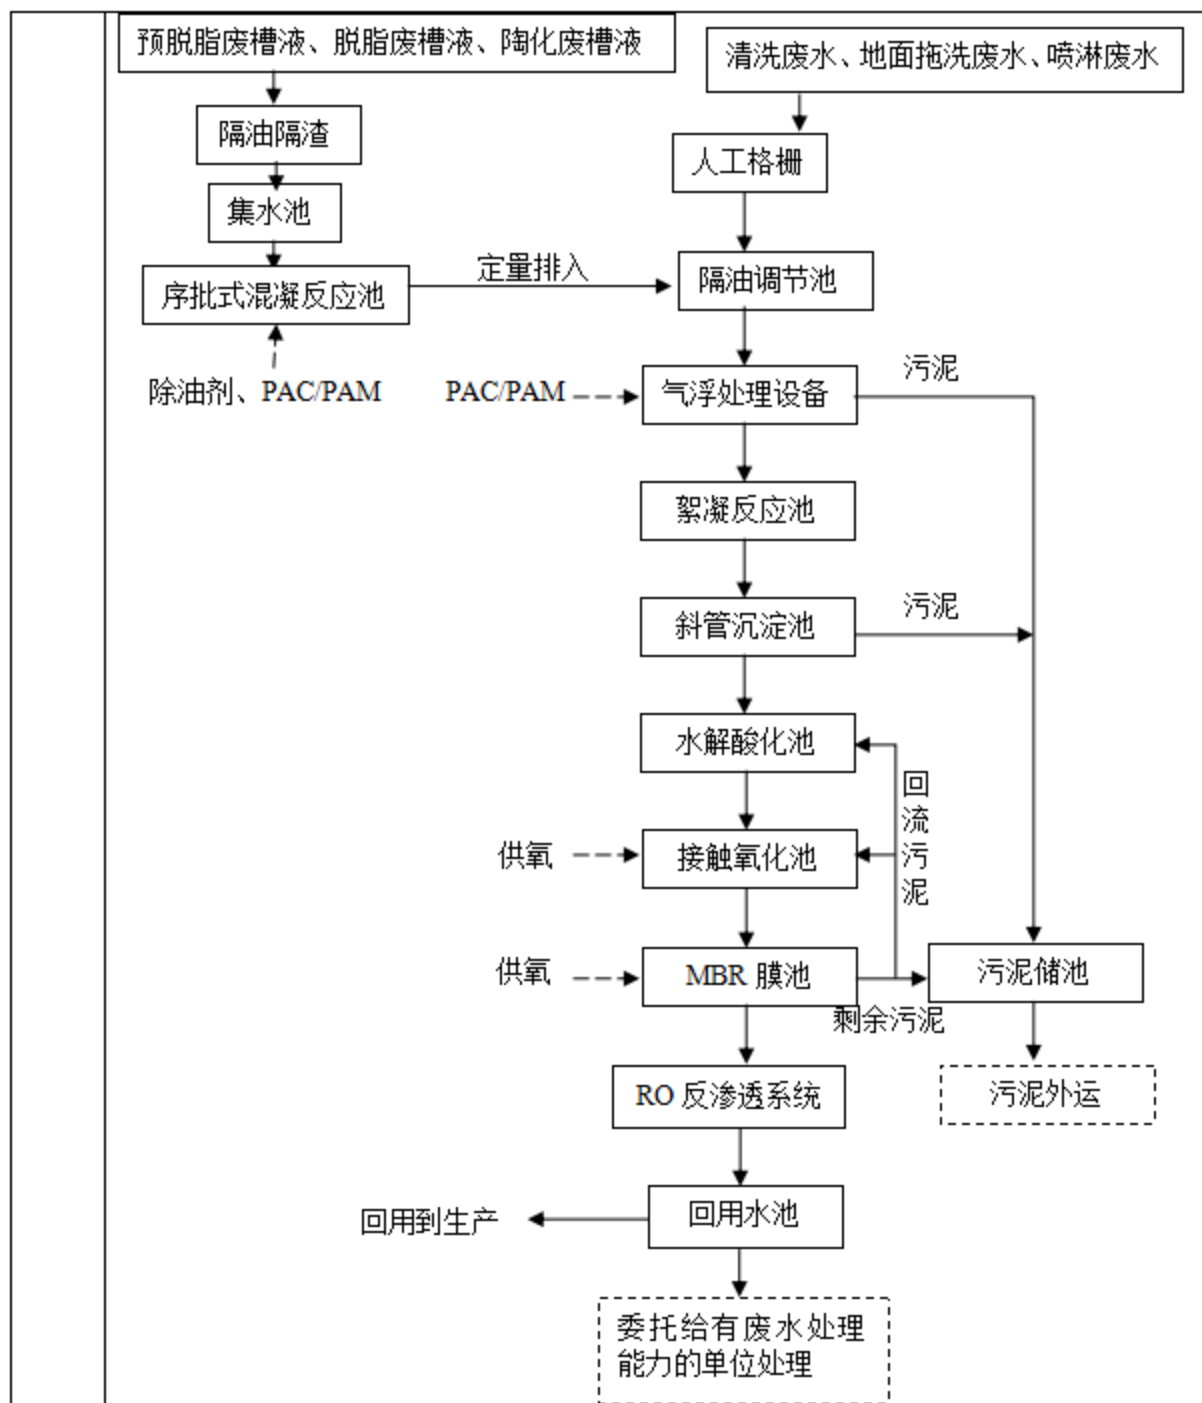 预脱脂废槽液、脱脂废槽液、陶化废槽液
清洗废水、地面拖洗废水、喷淋废水
隔油隔渣
人工格栅
集水池
序批式混凝反应池
定量排入
隔油调节池
除油剂、PAC/PAM
PAC/PAM
气浮处理设备
污泥
絮凝反应池
斜管沉淀池
污泥
水解酸化池
回流污泥
供氧
接触氧化池
供氧
MBR 膜池
剩余污泥
污泥储池
RO 反渗透系统
污泥外运
回用到生产
回用水池
委托给有废水处理
能力的单位处理